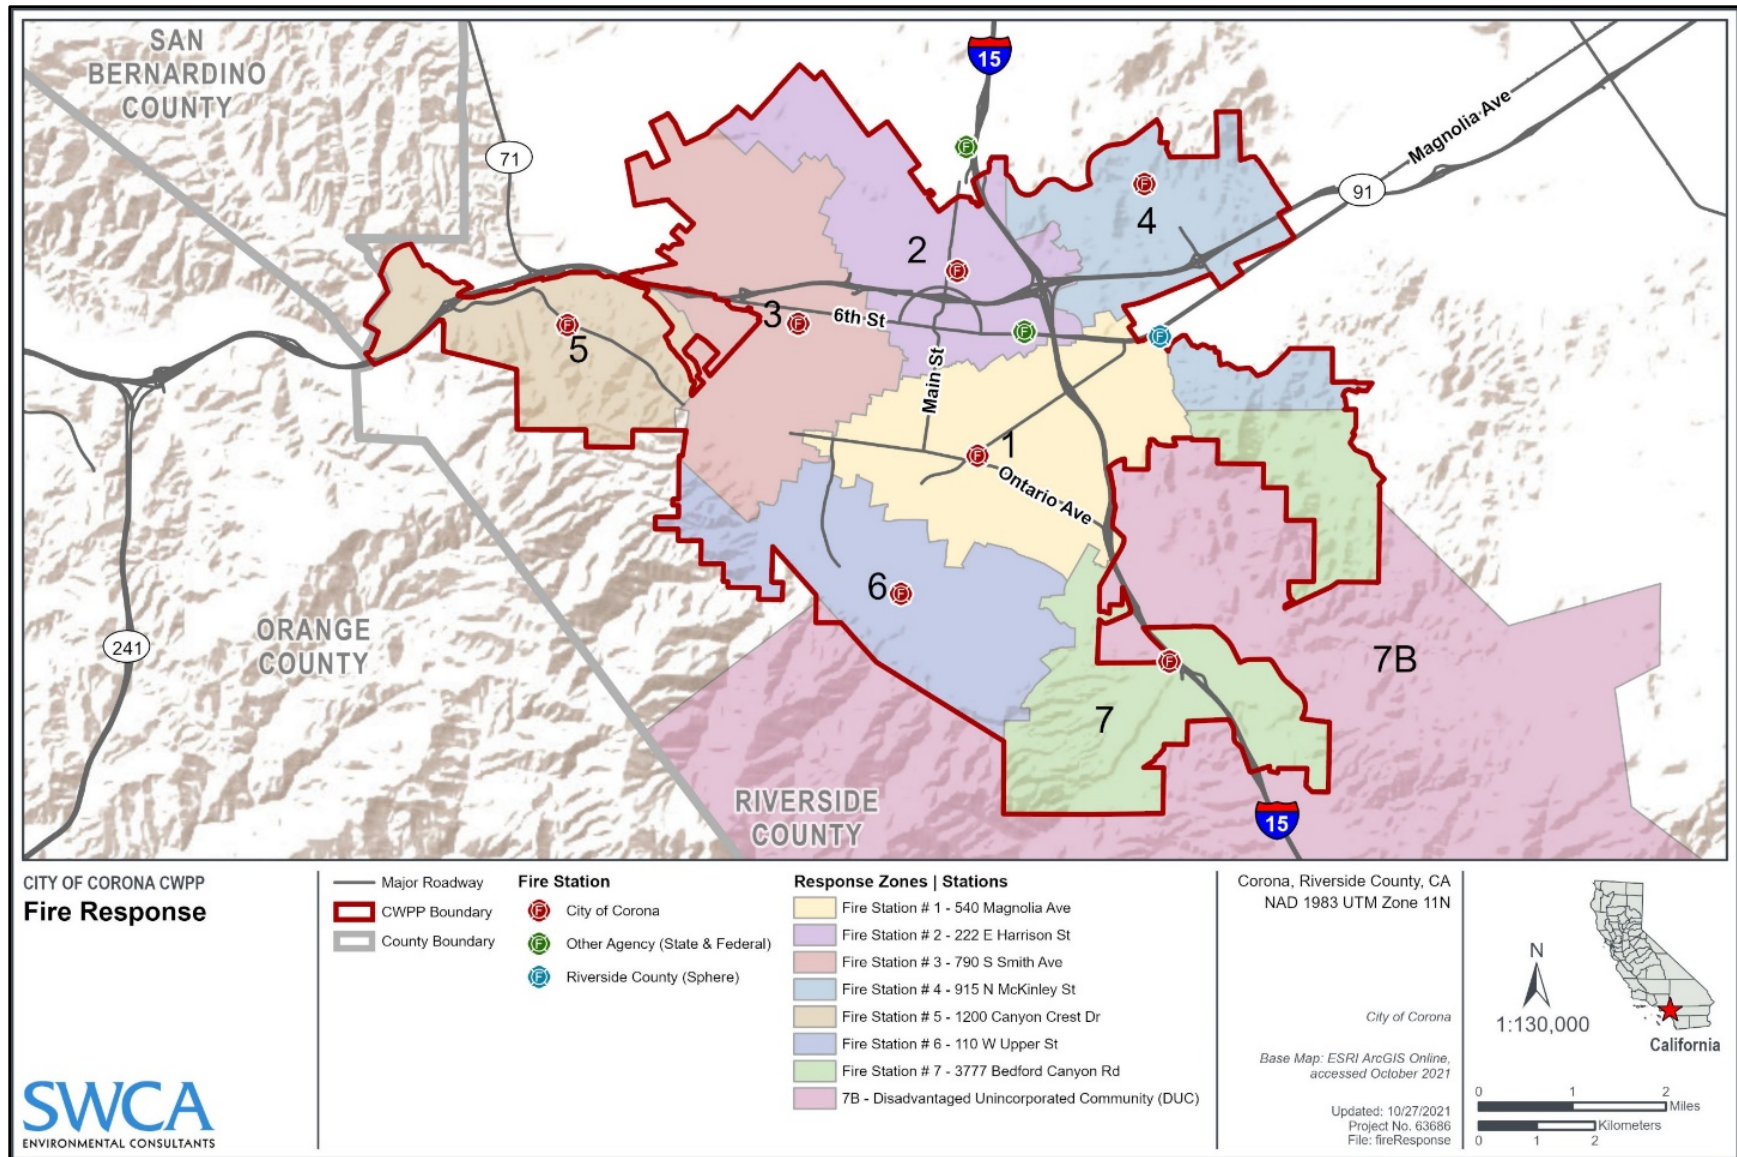 SAN
BERNARDINO
COUNTY
15
71
Magnolia Ave
91
4
2
3
6th St
5
Main St
1
Ontario Ave
6
ORANGE
COUNTY
241
7B
7
RIVERSIDE
COUNTY
15
F
F
F
F
F
F
F
F
F
F
CITY OF CORONA CWPP
Fire Response
SWCA
ENVIRONMENTAL CONSULTANTS
Major Roadway
CWPP Boundary
County Boundary
Fire Station
F City of Corona
F Other Agency (State & Federal)
F Riverside County (Sphere)
Response Zones | Stations
Fire Station # 1 - 540 Magnolia Ave
Fire Station # 2 - 222 E Harrison St
Fire Station # 3 - 790 S Smith Ave
Fire Station # 4 - 915 N McKinley St
Fire Station # 5 - 1200 Canyon Crest Dr
Fire Station # 6 - 110 W Upper St
Fire Station # 7 - 3777 Bedford Canyon Rd
7B - Disadvantaged Unincorporated Community (DUC)
Corona, Riverside County, CA
NAD 1983 UTM Zone 11N
City of Corona
Base Map: ESRI ArcGIS Online,
accessed October 2021
Updated: 10/27/2021
Project No. 63686
File: fireResponse
N
1:130,000
California
0 1 2
Miles
Kilometers
0 1 2